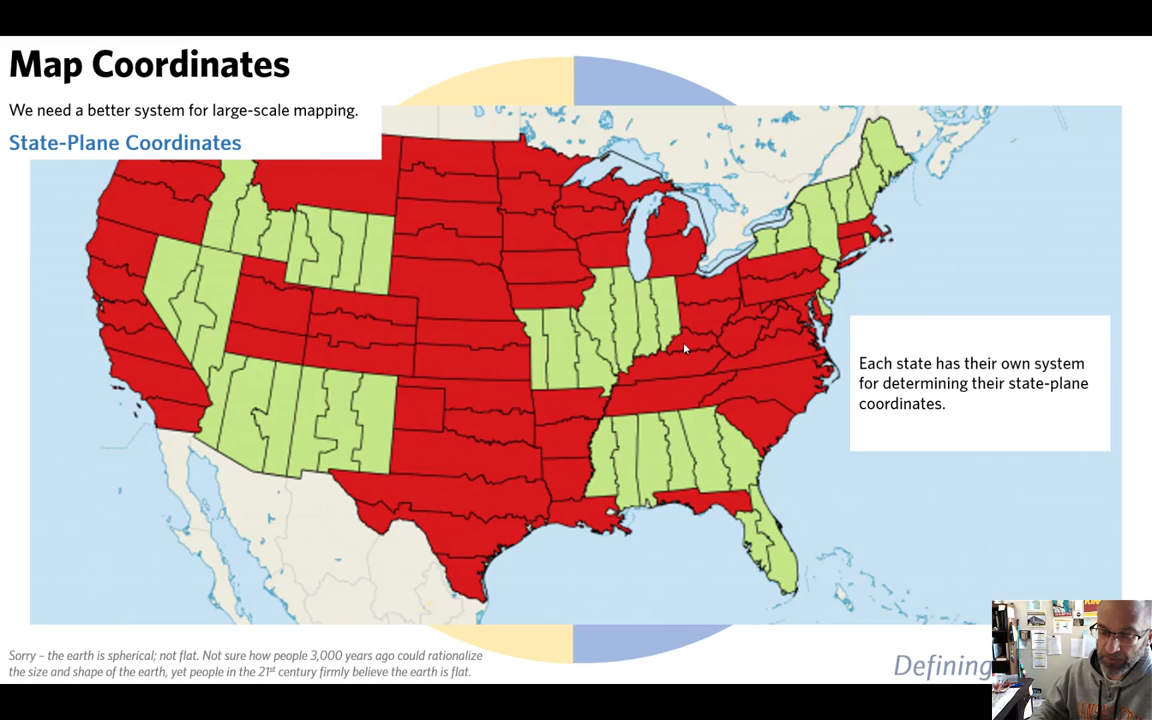 Map Coordinates
We need a better system for large-scale mapping.
State-Plane Coordinates
Each state has their own system
for determining their state-plane
coordinates.
Sorry – the earth is spherical; not flat. Not sure how people 3,000 years ago could rationalize
the size and shape of the earth, yet people in the 21st century firmly believe the earth is flat.
Defining